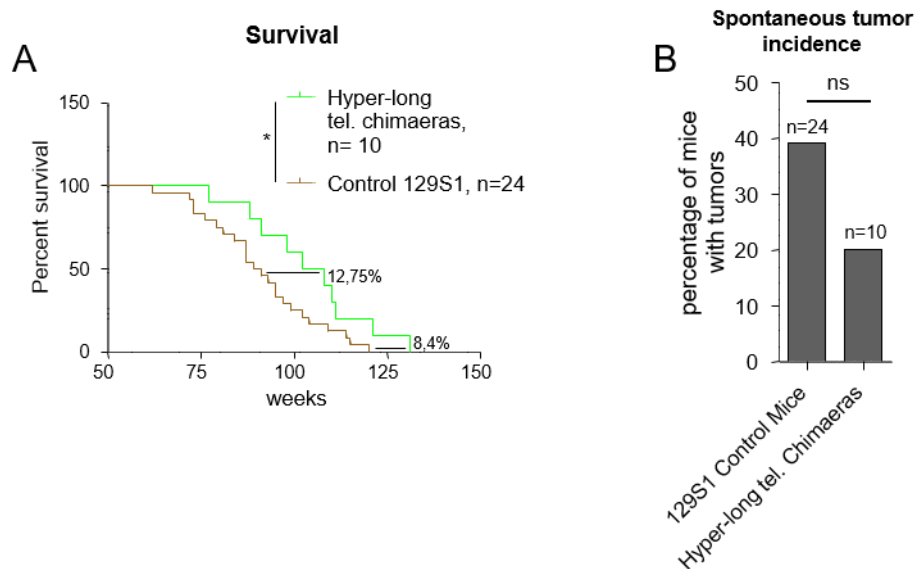 A
Survival
Hyper-long
tel. chimaeras,
n= 10
*
Control 129S1, n=24
Percent survival
150
100
50
0
12,75%
8,4%
50
75
100
125
150
weeks
B
Spontaneous tumor
incidence
percentage of mice
with tumors
50
40
30
20
10
0
ns
n=24
n=10
129S1 Control Mice
Hyper-long tel. Chimaeras